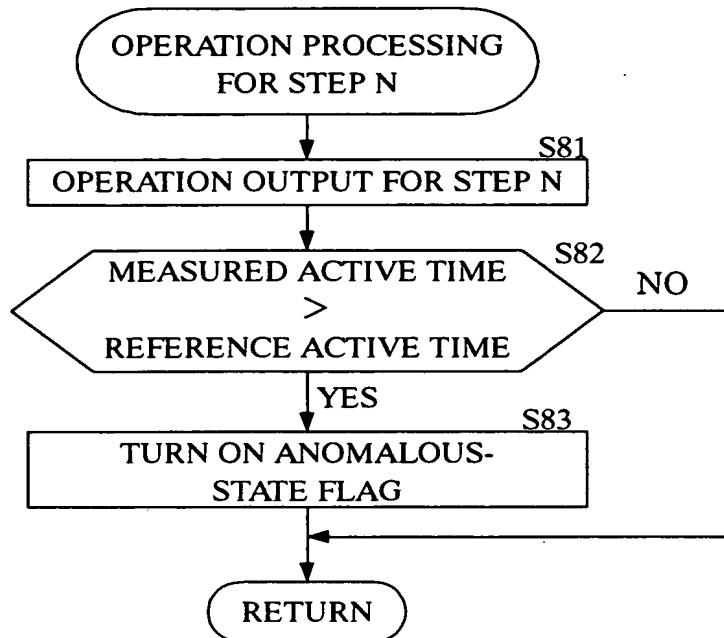 OPERATION PROCESSING
FOR STEP N
S81
OPERATION OUTPUT FOR STEP N
S82
MEASURED ACTIVE TIME
>
REFERENCE ACTIVE TIME
NO
YES
S83
TURN ON ANOMALOUS-
STATE FLAG
RETURN